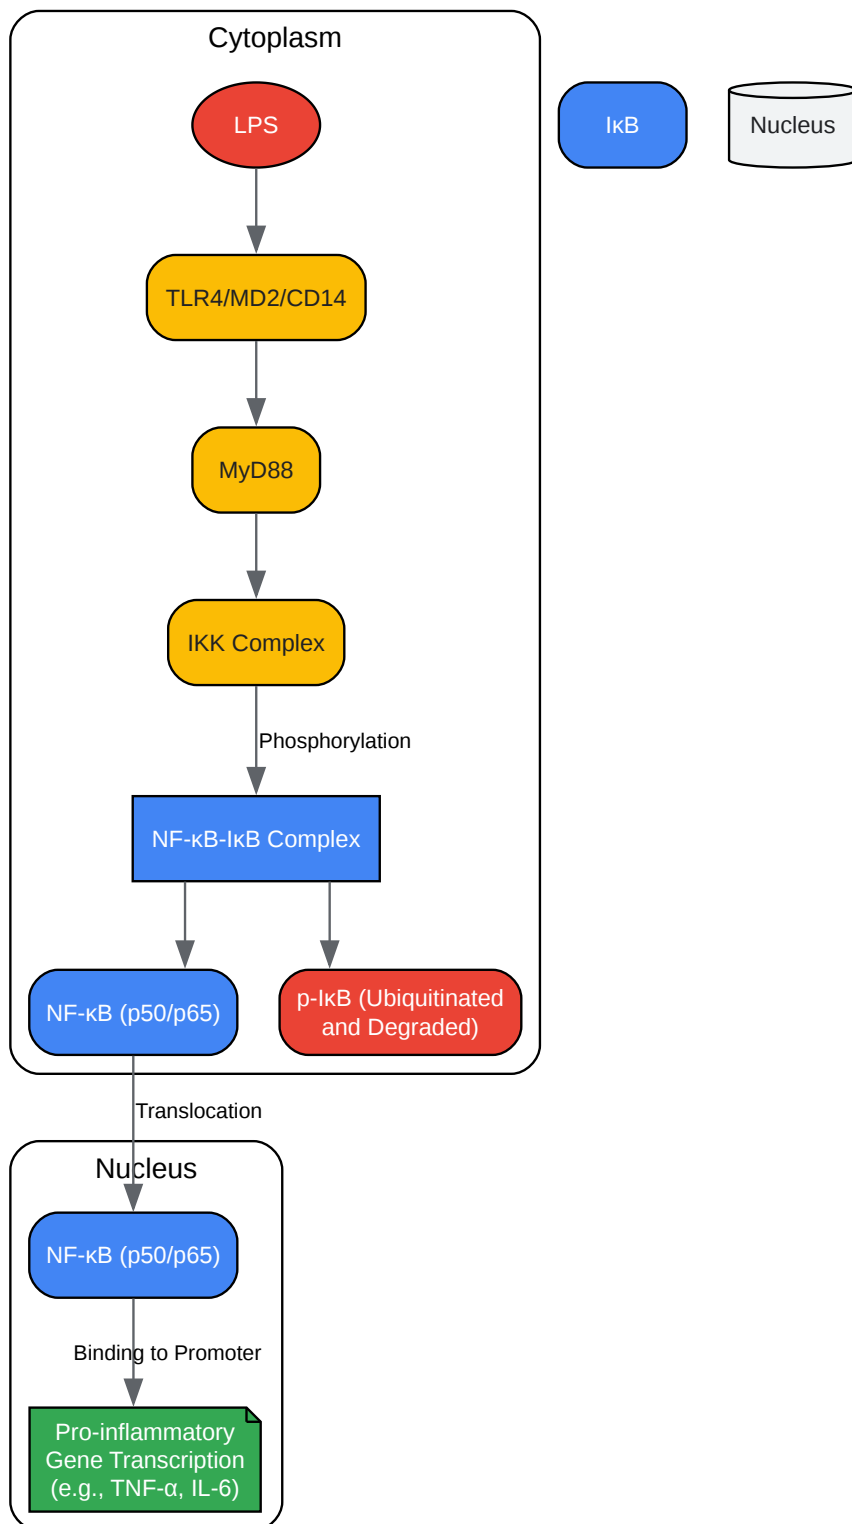 Cytoplasm
LPS
IκB
Nucleus
TLR4/MD2/CD14
MyD88
IKK Complex
Phosphorylation
NF-κB-IκB Complex
NF-κB (p50/p65)
p-IκB (Ubiquitinated
and Degraded)
Translocation
Nucleus
NF-κB (p50/p65)
Binding to Promoter
Pro-inflammatory
Gene Transcription
(e.g., TNF-α, IL-6)